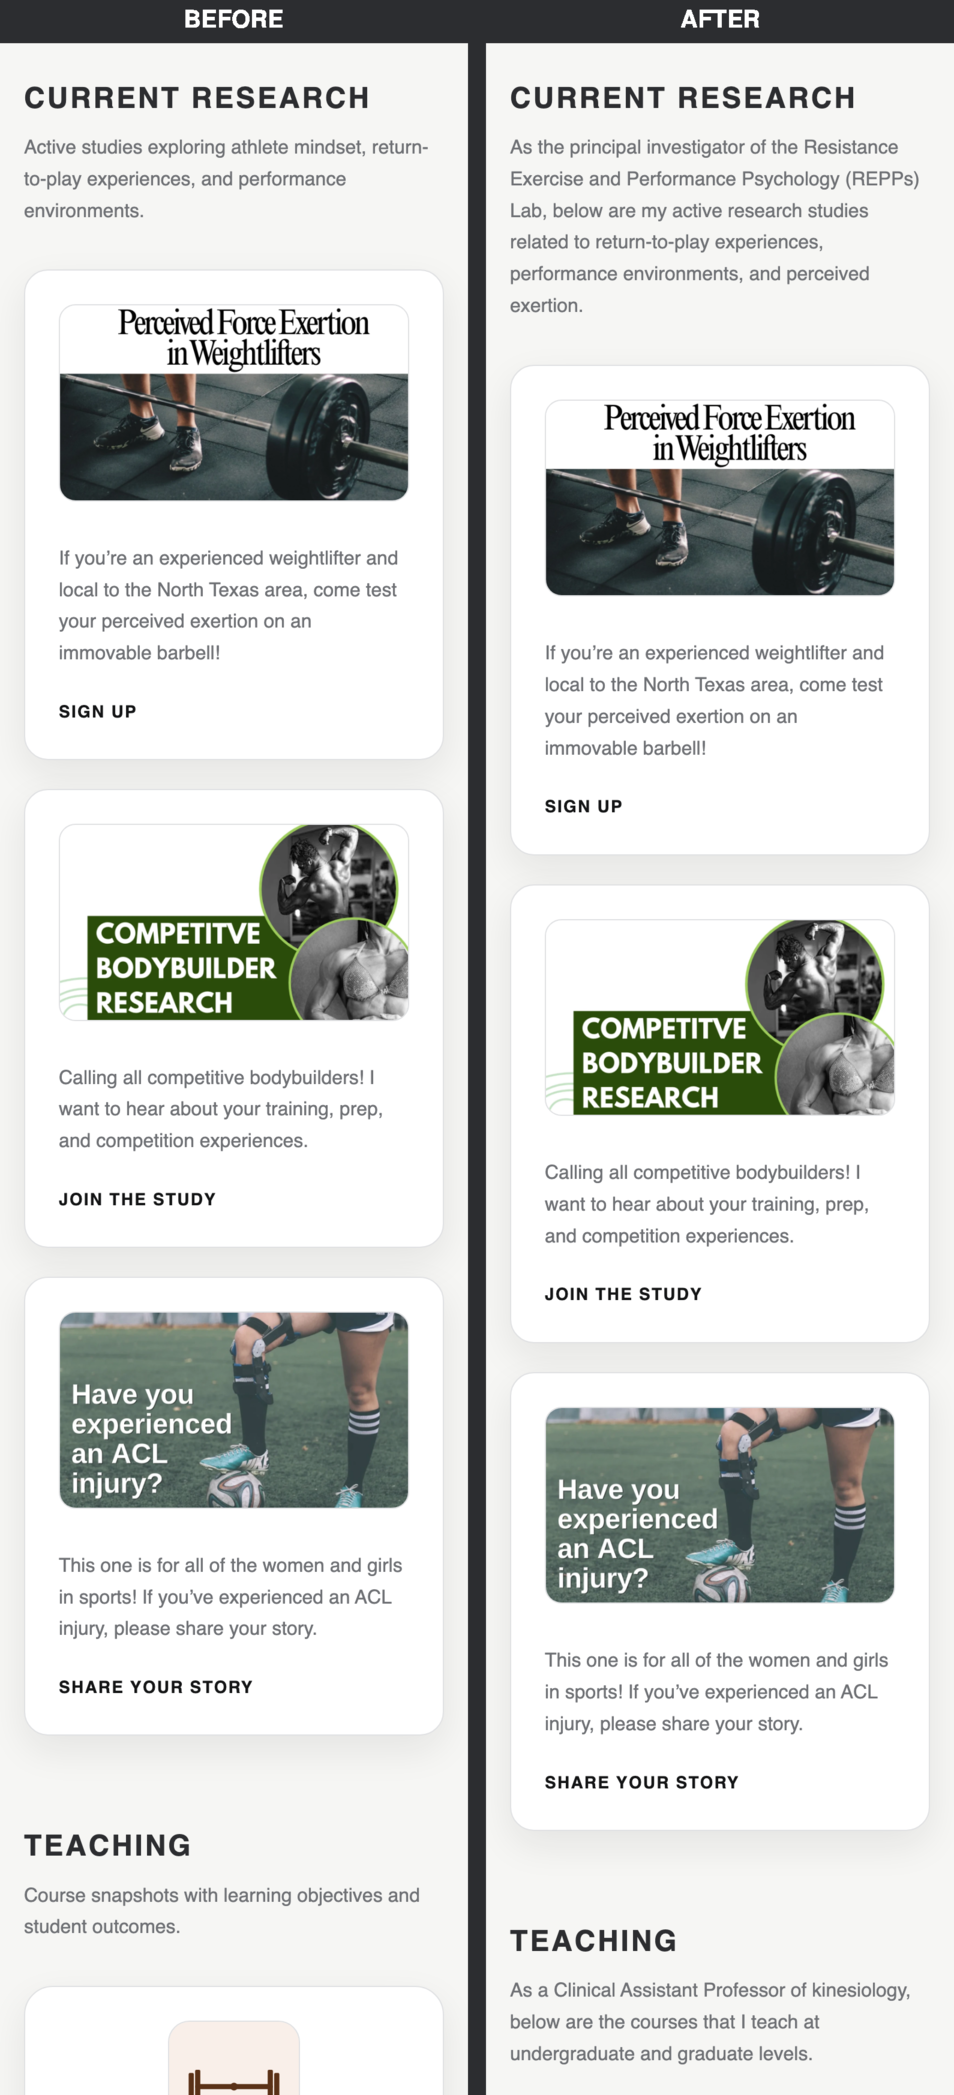 BEFORE
CURRENT RESEARCH
Active studies exploring athlete mindset, return-
to-play experiences, and performance
environments.
Perceived Force Exertion
in Weightlifters
If you’re an experienced weightlifter and
local to the North Texas area, come test
your perceived exertion on an
immovable barbell!
SIGN UP
COMPETITVE
BODYBUILDER
RESEARCH
Calling all competitive bodybuilders! I
want to hear about your training, prep,
and competition experiences.
JOIN THE STUDY
Have you
experienced
an ACL
injury?
This one is for all of the women and girls
in sports! If you’ve experienced an ACL
injury, please share your story.
SHARE YOUR STORY
TEACHING
Course snapshots with learning objectives and
student outcomes.
AFTER
CURRENT RESEARCH
As the principal investigator of the Resistance
Exercise and Performance Psychology (REPPs)
Lab, below are my active research studies
related to return-to-play experiences,
performance environments, and perceived
exertion.
Perceived Force Exertion
in Weightlifters
If you’re an experienced weightlifter and
local to the North Texas area, come test
your perceived exertion on an
immovable barbell!
SIGN UP
COMPETITVE
BODYBUILDER
RESEARCH
Calling all competitive bodybuilders! I
want to hear about your training, prep,
and competition experiences.
JOIN THE STUDY
Have you
experienced
an ACL
injury?
This one is for all of the women and girls
in sports! If you’ve experienced an ACL
injury, please share your story.
SHARE YOUR STORY
TEACHING
As a Clinical Assistant Professor of kinesiology,
below are the courses that I teach at
undergraduate and graduate levels.